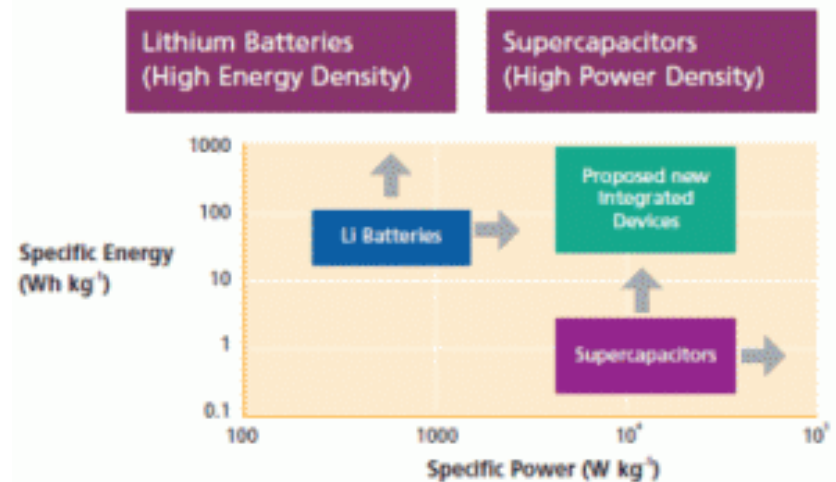 Lithium Batteries
(High Energy Density)
Supercapacitors
(High Power Density)
1000
100
10
1
0.1
Specific Energy
(Wh kg⁻¹)
Li Batteries
Proposed new
Integrated
Devices
Supercapacitors
100
1000
10⁴
10⁵
Specific Power (W kg⁻¹)